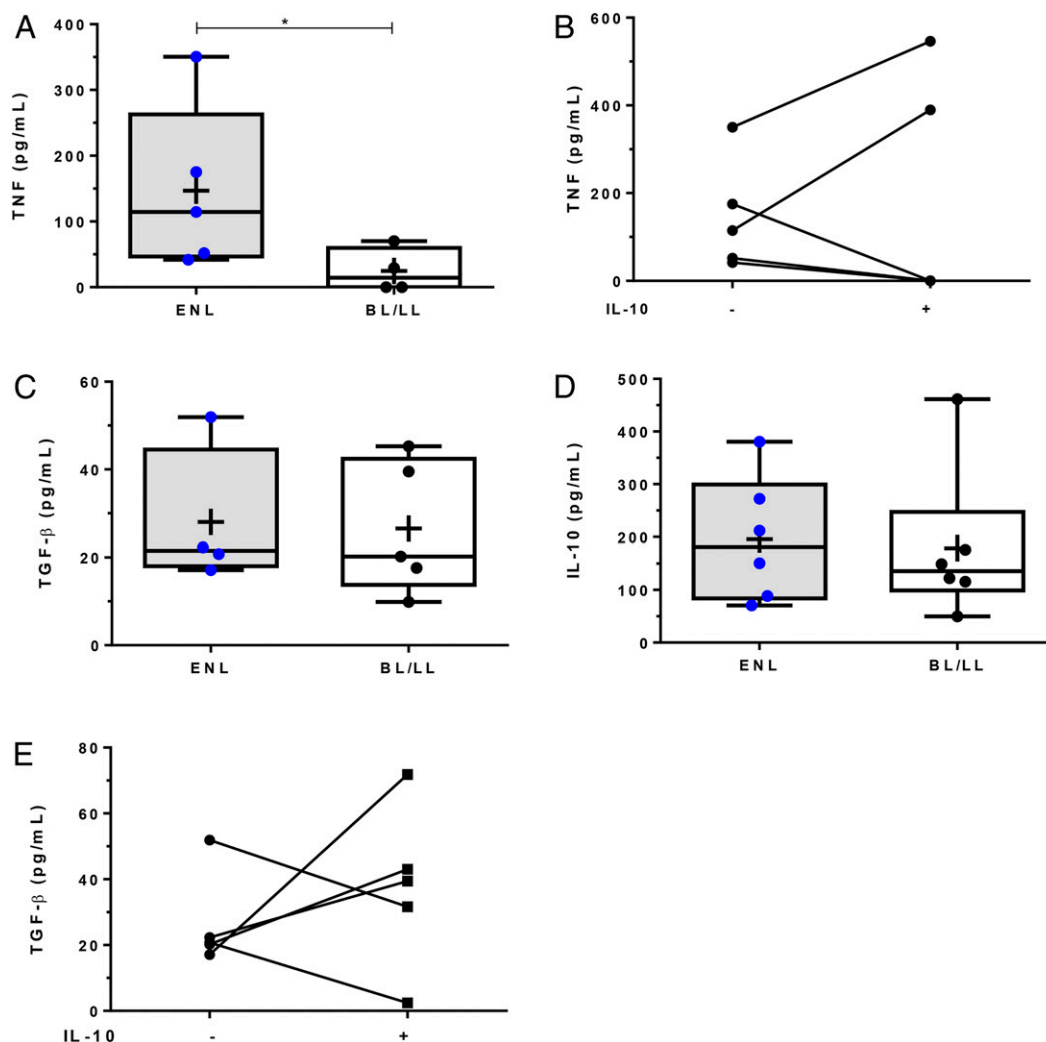 A
TNF (pg/mL)
400
300
200
100
0
*
ENL
BL/LL
B
TNF (pg/mL)
600
400
200
0
IL-10
-
+
C
TGF-β (pg/mL)
60
40
20
0
ENL
BL/LL
D
IL-10 (pg/mL)
500
400
300
200
100
0
ENL
BL/LL
E
TGF-β (pg/mL)
80
60
40
20
0
IL-10
-
+